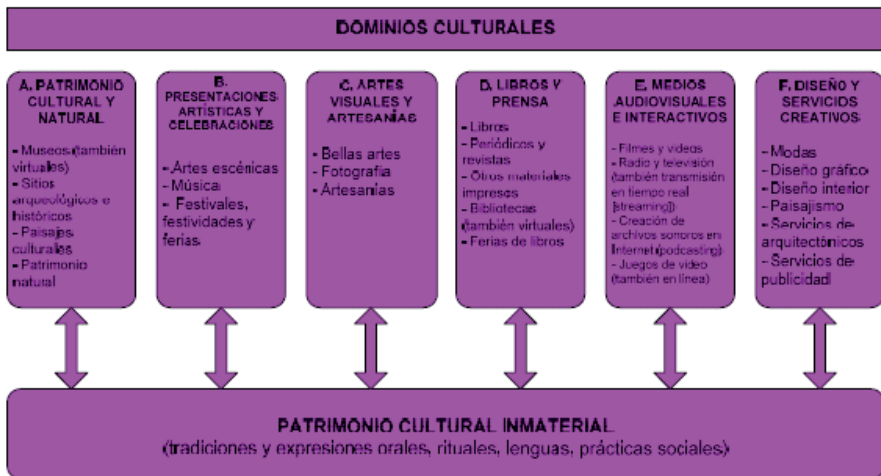 DOMINIOS CULTURALES
A. PATRIMONIO
CULTURAL Y
NATURAL
- Museos (también
virtuales)
- Sitios
arqueológicos e
históricos
- Paisajes
culturales
- Patrimonio
natural
B.
PRESENTACIONES
ARTÍSTICAS Y
CELEBRACIONES
- Artes escénicas
- Música
- Festivales,
festividades y
ferias
C. ARTES
VISUALES Y
ARTESANÍAS
- Bellas artes
- Fotografía
- Artesanías
D. LIBROS Y
PRENSA
- Libros
- Periódicos y
revistas
- Otros materiales
impresos
- Bibliotecas
(también virtuales)
- Ferias de libros
E. MEDIOS
AUDIOVISUALES
E INTERACTIVOS
- Filmes y videos
- Radio y televisión
(también transmisión
en tiempo real
[streaming])
- Creación de
archivos sonoros en
Internet (podcasting)
- Juegos de video
(también en línea)
F. DISEÑO Y
SERVICIOS
CREATIVOS
- Modas
- Diseño gráfico
- Diseño interior
- Paisajismo
- Servicios de
arquitectónicos
- Servicios de
publicidad
PATRIMONIO CULTURAL INMATERIAL
(tradiciones y expresiones orales, rituales, lenguas, prácticas sociales)